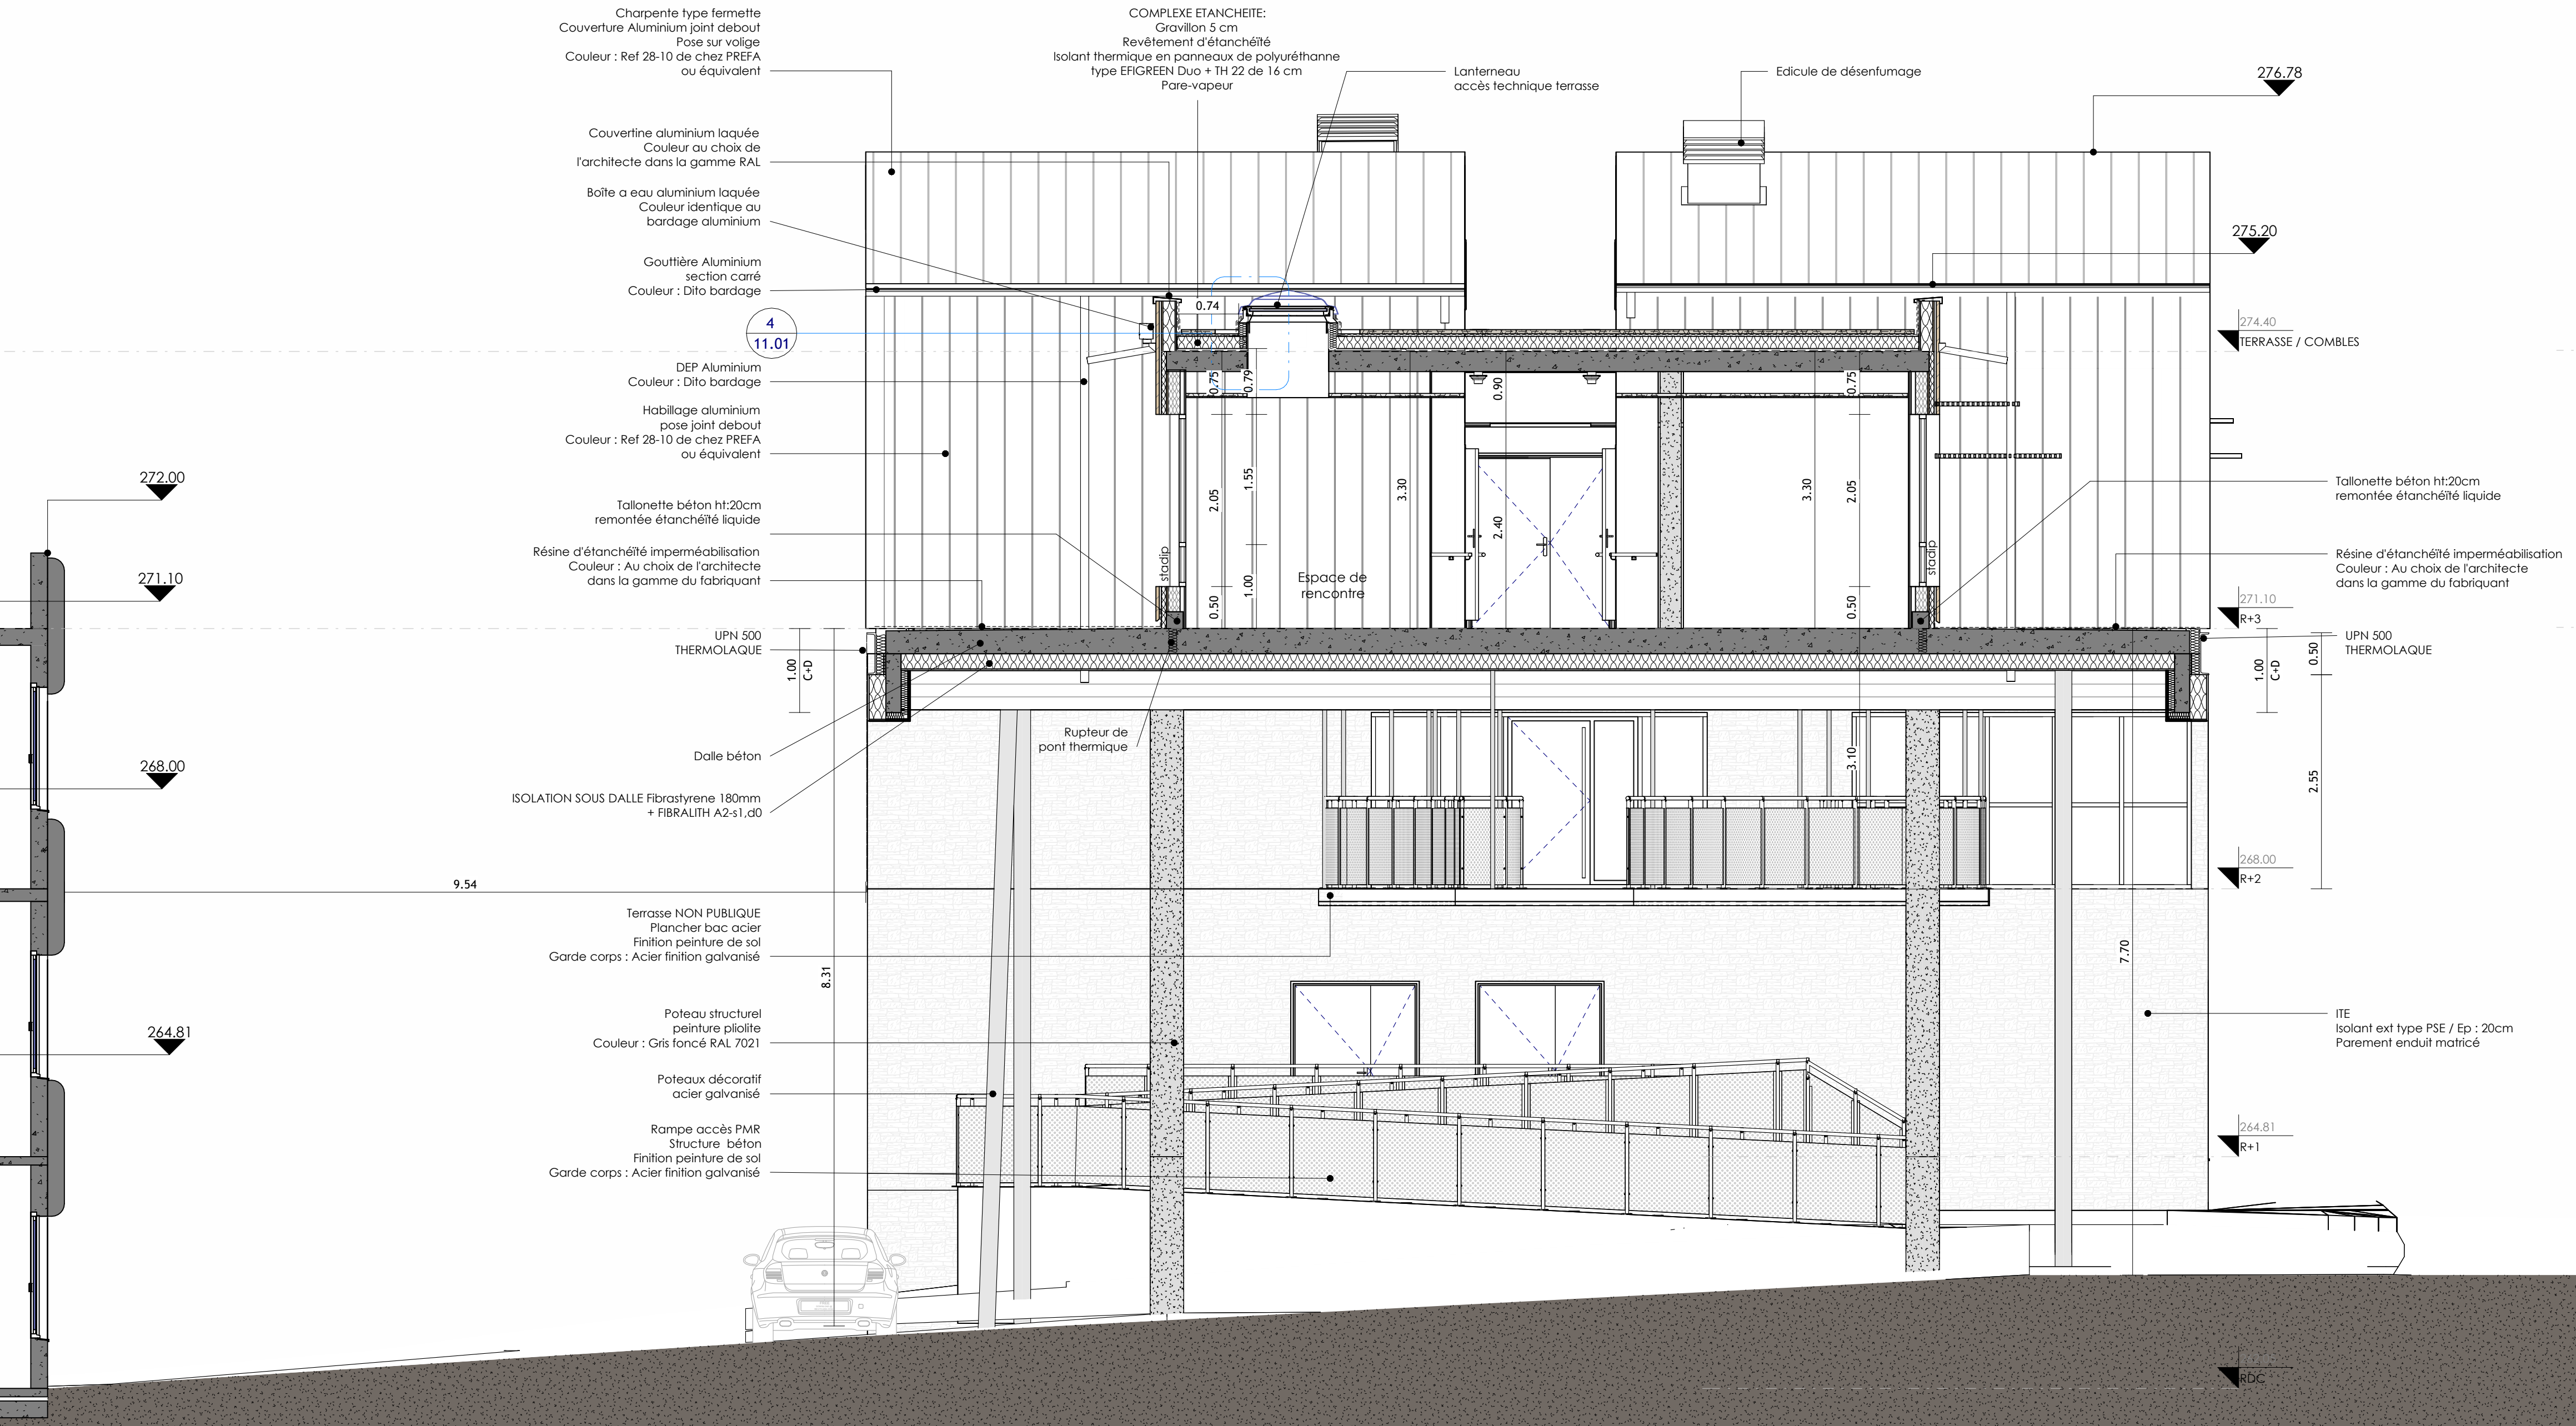 Charpente type fermette
Couverture Aluminium joint debout
Pose sur volige
Couleur : Ref 28-10 de chez PREFA
ou équivalent
COMPLEXE ETANCHEITE:
Gravillon 5 cm
Revêtement d'étanchéïté
Isolant thermique en panneaux de polyuréthanne
type EFIGREEN Duo + TH 22 de 16 cm
Pare-vapeur
Lanterneau
accès technique terrasse
Edicule de désenfumage
276.78
Couvertine aluminium laquée
Couleur au choix de
l'architecte dans la gamme RAL
Boîte a eau aluminium laquée
Couleur identique au
bardage aluminium
Gouttière Aluminium
section carré
Couleur : Dito bardage
275.20
0.74
4
11.01
274.40
TERRASSE / COMBLES
DEP Aluminium
Couleur : Dito bardage
Habillage aluminium
pose joint debout
Couleur : Ref 28-10 de chez PREFA
ou équivalent
0.75
0.79
0.90
0.75
272.00
2.05
1.55
3.30
2.40
3.30
2.05
Tallonette béton ht:20cm
remontée étanchéïté liquide
Tallonette béton ht:20cm
remontée étanchéïté liquide
Résine d'étanchéïté imperméabilisation
Couleur : Au choix de l'architecte
dans la gamme du fabriquant
stadip
stadip
Résine d'étanchéïté imperméabilisation
Couleur : Au choix de l'architecte
dans la gamme du fabriquant
271.10
Espace de
rencontre
0.50
1.00
0.50
271.10
R+3
UPN 500
THERMOLAQUE
1.00
C+D
UPN 500
THERMOLAQUE
1.00
C+D
0.50
Rupteur de
pont thermique
Dalle béton
268.00
3.10
2.55
ISOLATION SOUS DALLE Fibrastyrene 180mm
+ FIBRALITH A2-s1,d0
268.00
R+2
9.54
Terrasse NON PUBLIQUE
Plancher bac acier
Finition peinture de sol
Garde corps : Acier finition galvanisé
8.31
7.70
264.81
Poteau structurel
peinture pliolite
Couleur : Gris foncé RAL 7021
ITE
Isolant ext type PSE / Ep : 20cm
Parement enduit matricé
Poteaux décoratif
acier galvanisé
Rampe accès PMR
Structure béton
Finition peinture de sol
Garde corps : Acier finition galvanisé
264.81
R+1
RDC